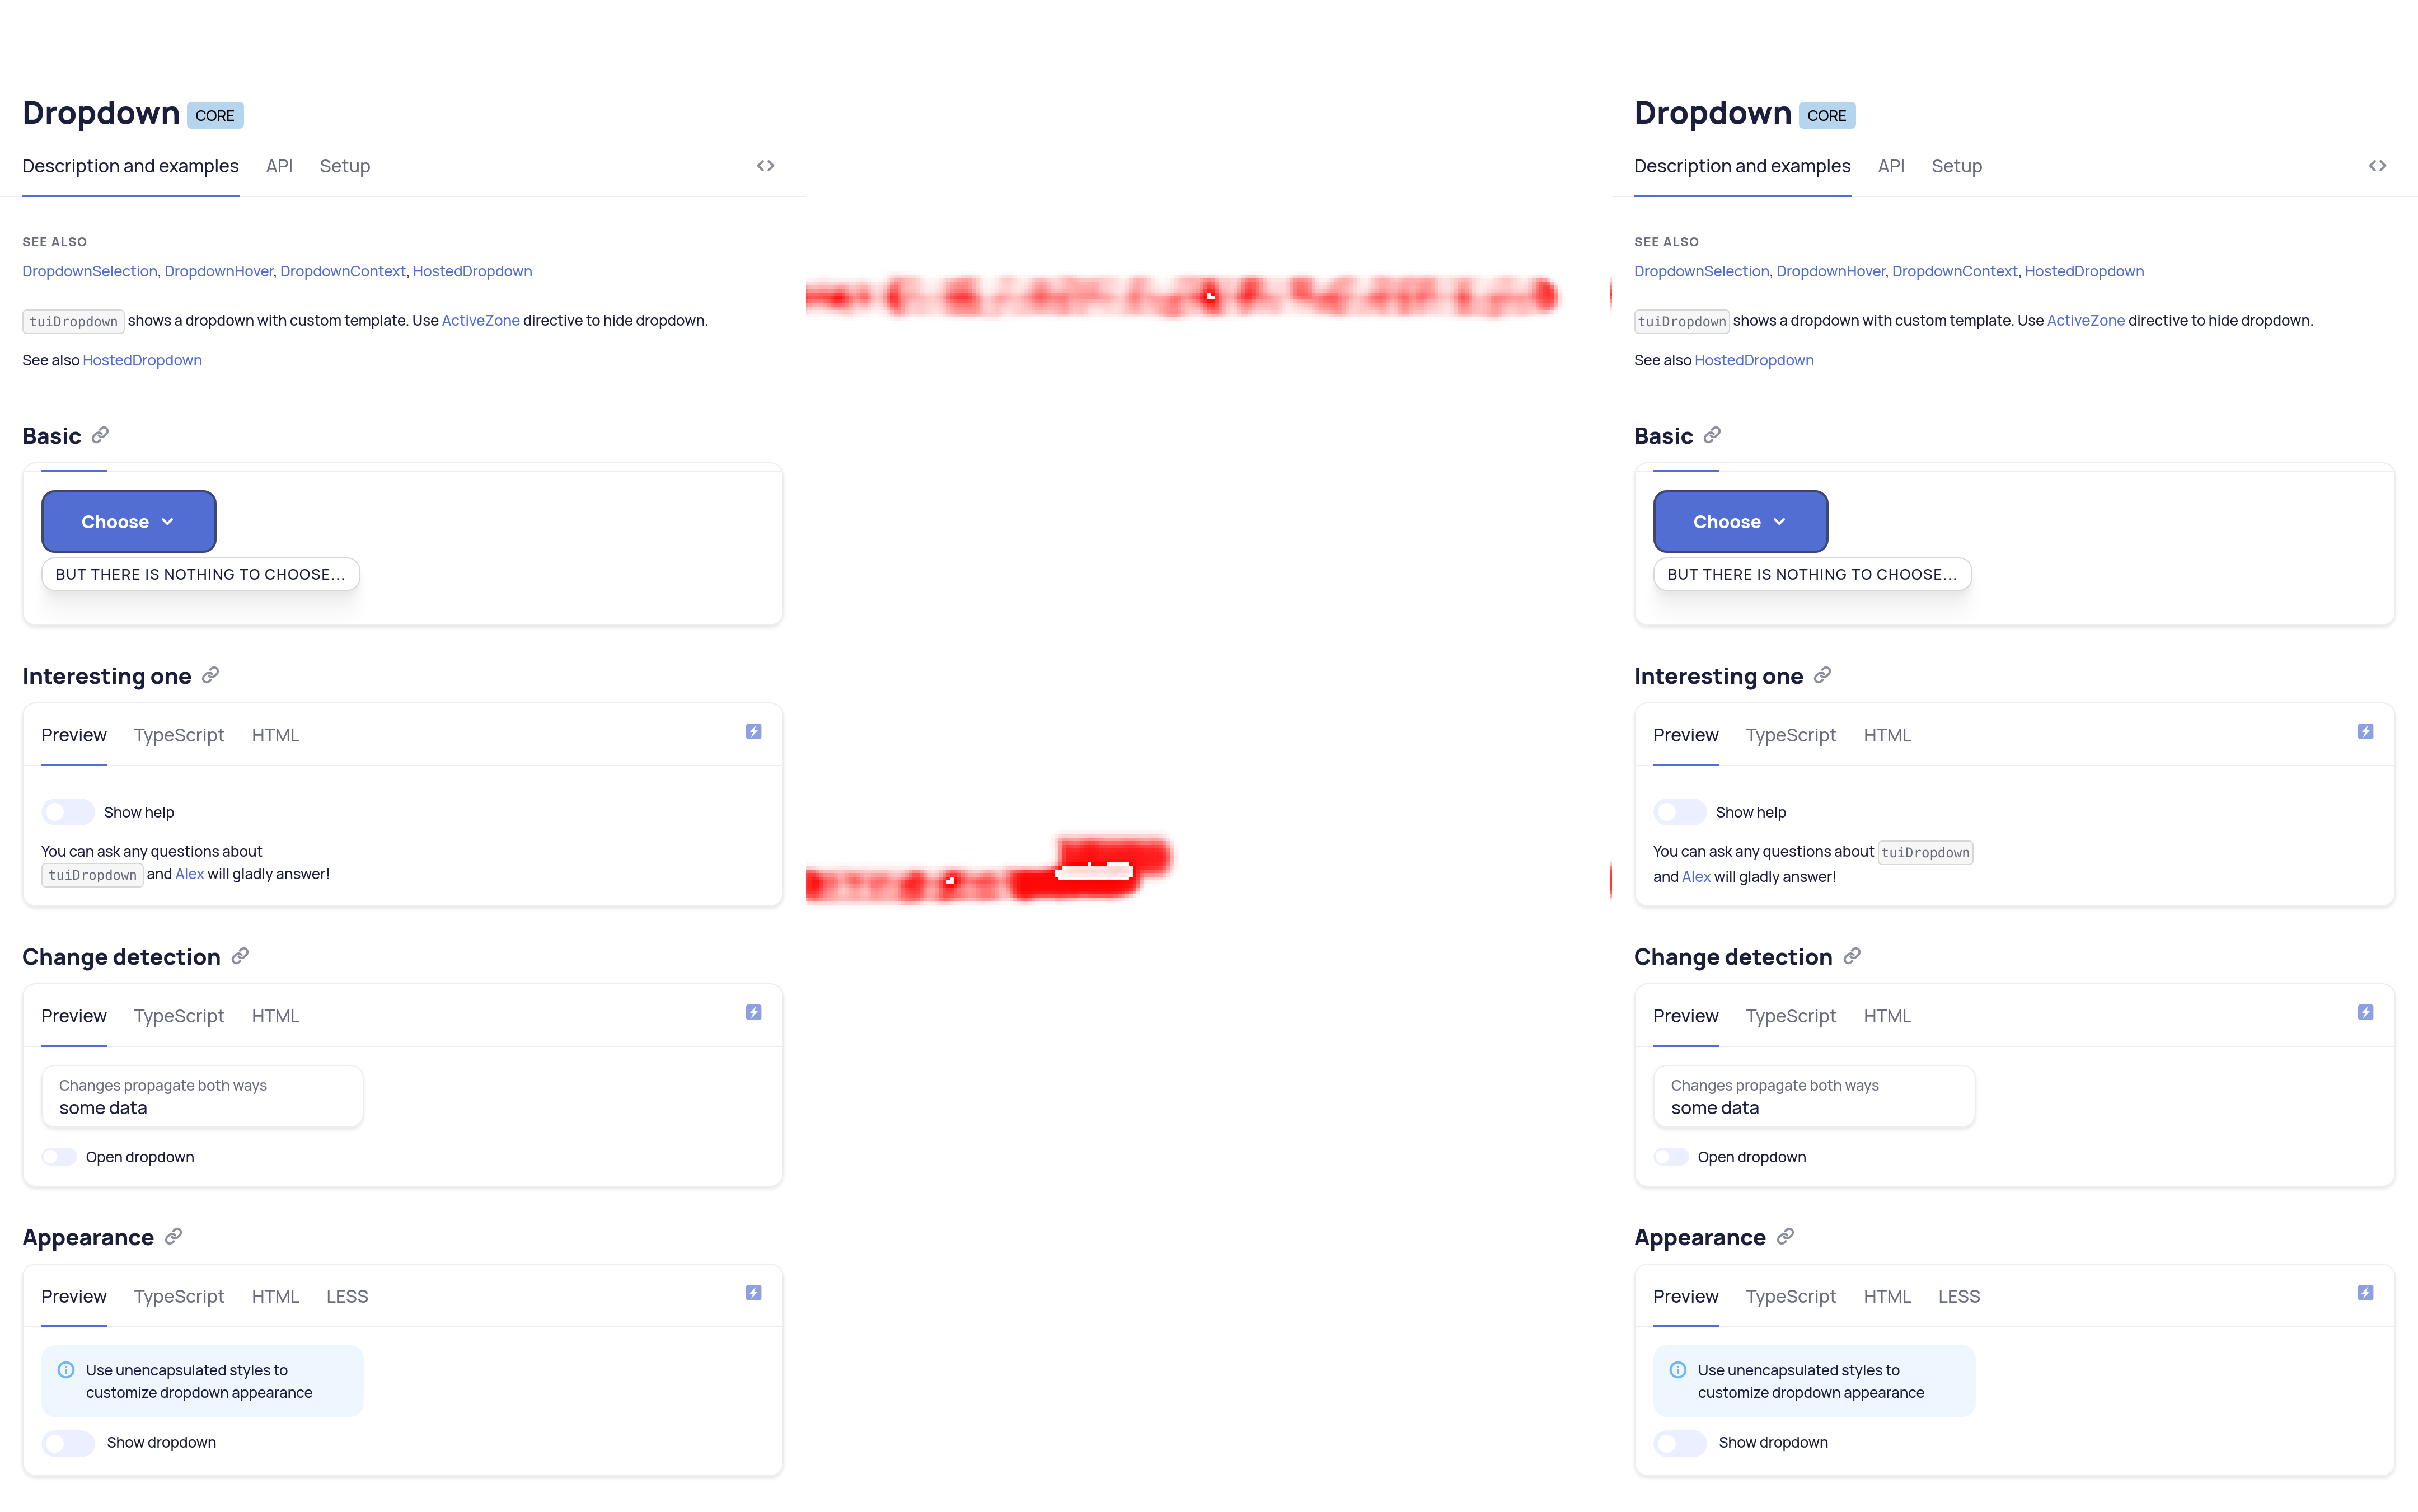 Dropdown CORE
Description and examples API Setup
SEE ALSO
DropdownSelection, DropdownHover, DropdownContext, HostedDropdown
tuiDropdown shows a dropdown with custom template. Use ActiveZone directive to hide dropdown.
See also HostedDropdown
Basic
Choose
BUT THERE IS NOTHING TO CHOOSE...
Interesting one
Preview TypeScript HTML
Show help
You can ask any questions about
tuiDropdown and Alex will gladly answer!
Change detection
Preview TypeScript HTML
Changes propagate both ways
some data
Open dropdown
Appearance
Preview TypeScript HTML LESS
Use unencapsulated styles to
customize dropdown appearance
Show dropdown
Dropdown CORE
Description and examples API Setup
SEE ALSO
DropdownSelection, DropdownHover, DropdownContext, HostedDropdown
tuiDropdown shows a dropdown with custom template. Use ActiveZone directive to hide dropdown.
See also HostedDropdown
Basic
Choose
BUT THERE IS NOTHING TO CHOOSE...
Interesting one
Preview TypeScript HTML
Show help
You can ask any questions about tuiDropdown
and Alex will gladly answer!
Change detection
Preview TypeScript HTML
Changes propagate both ways
some data
Open dropdown
Appearance
Preview TypeScript HTML LESS
Use unencapsulated styles to
customize dropdown appearance
Show dropdown